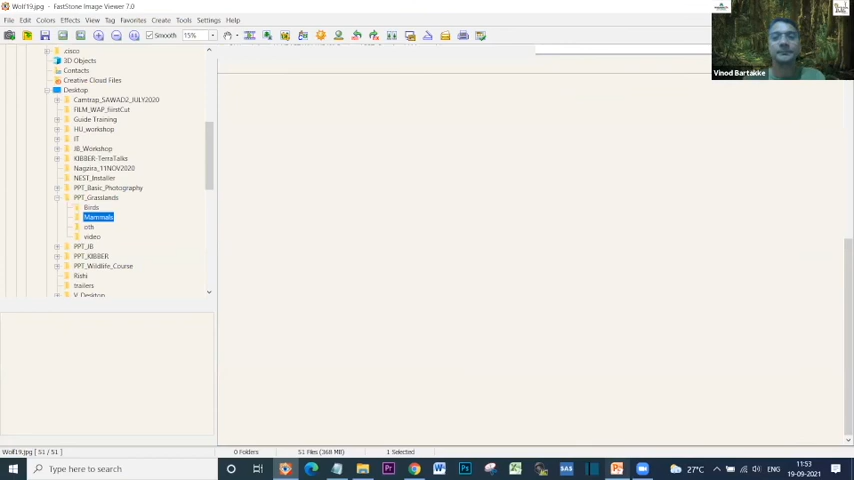 Wolf19.jpg - FastStone Image Viewer 7.0
File Edit Colors Effects View Tag Favorites Create Tools Settings Help
Smooth 15%
.cisco
3D Objects
Contacts
Creative Cloud Files
Desktop
Camtrap_SAWAD2_JULY2020
FILM_WAP_fiirstCut
Guide Training
HU_workshop
IT
JB_Workshop
KIBBER-TerraTalks
Nagzira_11NOV2020
NEST_Installer
PPT_Basic_Photography
PPT_Grasslands
Birds
Mammals
oth
video
PPT_JB
PPT_KIBBER
PPT_Wildlife_Course
Rishi
trailers
V_Desktop
Vinod Bartakke
Wolf19.jpg [ 51 / 51 ]
0 Folders
51 Files (368 MB)
1 Selected
Type here to search
27°C
ENG
11:53
19-09-2021